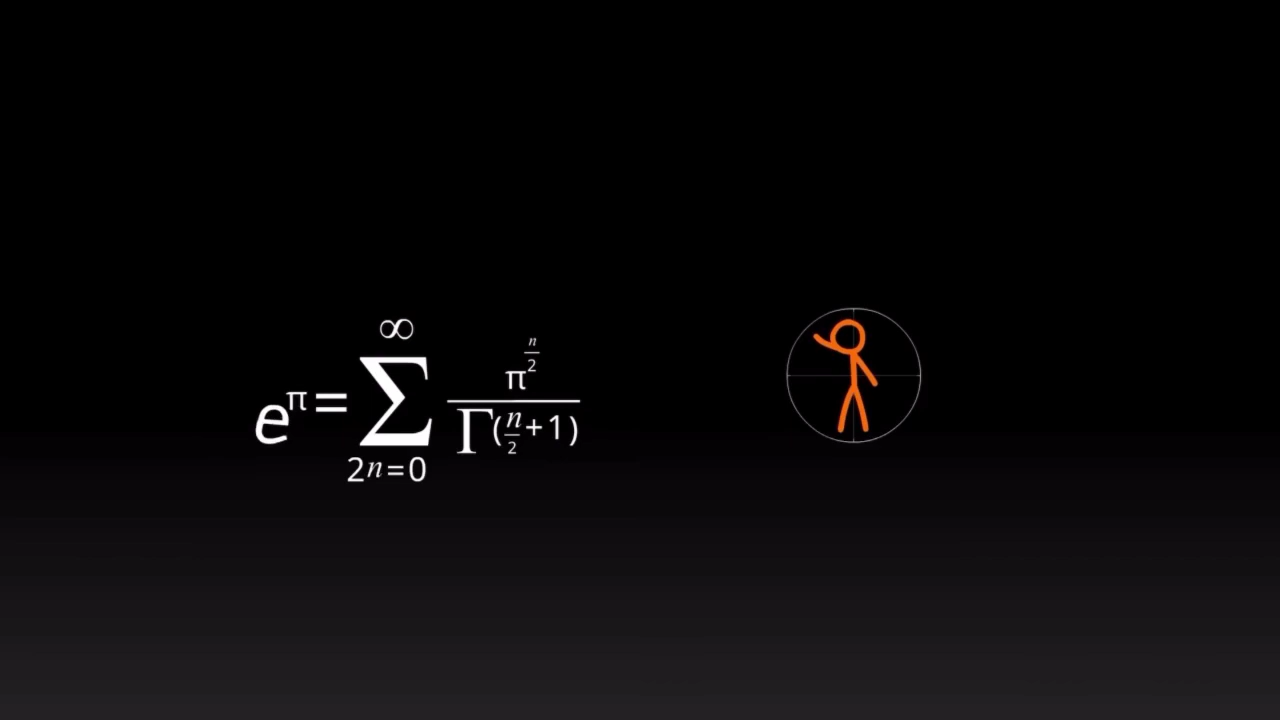 e^π = ∑_{2n=0}^{∞} π^{n/2} / Γ(n/2 + 1)